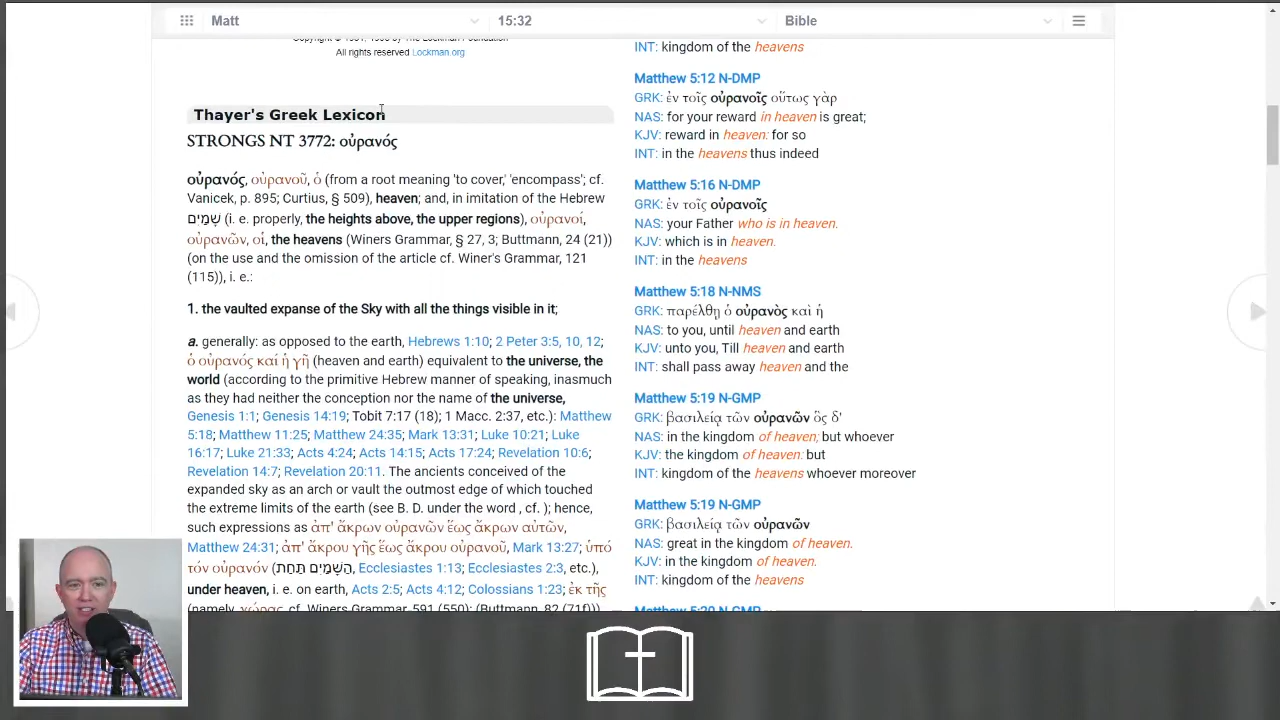 Matt
15:32
Bible
All rights reserved Lockman.org
Thayer's Greek Lexicon
STRONGS NT 3772: οὐρανός
οὐρανός, οὐρανοῦ, ὁ (from a root meaning 'to cover,' 'encompass'; cf.
Vanicek, p. 895; Curtius, § 509), heaven; and, in imitation of the Hebrew
שָׁמַיִם (i. e. properly, the heights above, the upper regions), οὐρανοί,
οὐρανῶν, οἱ, the heavens (Winers Grammar, § 27, 3; Buttmann, 24 (21))
(on the use and the omission of the article cf. Winer's Grammar, 121
(115)), i. e.:
1. the vaulted expanse of the Sky with all the things visible in it;
a. generally: as opposed to the earth, Hebrews 1:10; 2 Peter 3:5, 10, 12;
ὁ οὐρανός καί ἡ γῆ (heaven and earth) equivalent to the universe, the
world (according to the primitive Hebrew manner of speaking, inasmuch
as they had neither the conception nor the name of the universe,
Genesis 1:1; Genesis 14:19; Tobit 7:17 (18); 1 Macc. 2:37, etc.): Matthew
5:18; Matthew 11:25; Matthew 24:35; Mark 13:31; Luke 10:21; Luke
16:17; Luke 21:33; Acts 4:24; Acts 14:15; Acts 17:24; Revelation 10:6;
Revelation 14:7; Revelation 20:11. The ancients conceived of the
expanded sky as an arch or vault the outmost edge of which touched
the extreme limits of the earth (see B. D. under the word , cf. ); hence,
such expressions as ἀπ' ἄκρων οὐρανῶν ἕως ἄκρων αὐτῶν,
Matthew 24:31; ἀπ' ἄκρου γῆς ἕως ἄκρου οὐρανοῦ, Mark 13:27; ὑπό
τόν οὐρανόν (הַשָּׁמַיִם תַּחַת, Ecclesiastes 1:13; Ecclesiastes 2:3, etc.),
under heaven, i. e. on earth, Acts 2:5; Acts 4:12; Colossians 1:23; ἐκ τῆς
(namely, χώρας, cf. Winers Grammar, 591 (550); (Buttmann, 82 (71f)))
INT: kingdom of the heavens
Matthew 5:12 N-DMP
GRK: ἐν τοῖς οὐρανοῖς οὕτως γὰρ
NAS: for your reward in heaven is great;
KJV: reward in heaven: for so
INT: in the heavens thus indeed
Matthew 5:16 N-DMP
GRK: ἐν τοῖς οὐρανοῖς
NAS: your Father who is in heaven.
KJV: which is in heaven.
INT: in the heavens
Matthew 5:18 N-NMS
GRK: παρέλθῃ ὁ οὐρανὸς καὶ ἡ
NAS: to you, until heaven and earth
KJV: unto you, Till heaven and earth
INT: shall pass away heaven and the
Matthew 5:19 N-GMP
GRK: βασιλείᾳ τῶν οὐρανῶν ὃς δ'
NAS: in the kingdom of heaven; but whoever
KJV: the kingdom of heaven: but
INT: kingdom of the heavens whoever moreover
Matthew 5:19 N-GMP
GRK: βασιλείᾳ τῶν οὐρανῶν
NAS: great in the kingdom of heaven.
KJV: in the kingdom of heaven.
INT: kingdom of the heavens
Matthew 5:20 N-GMP